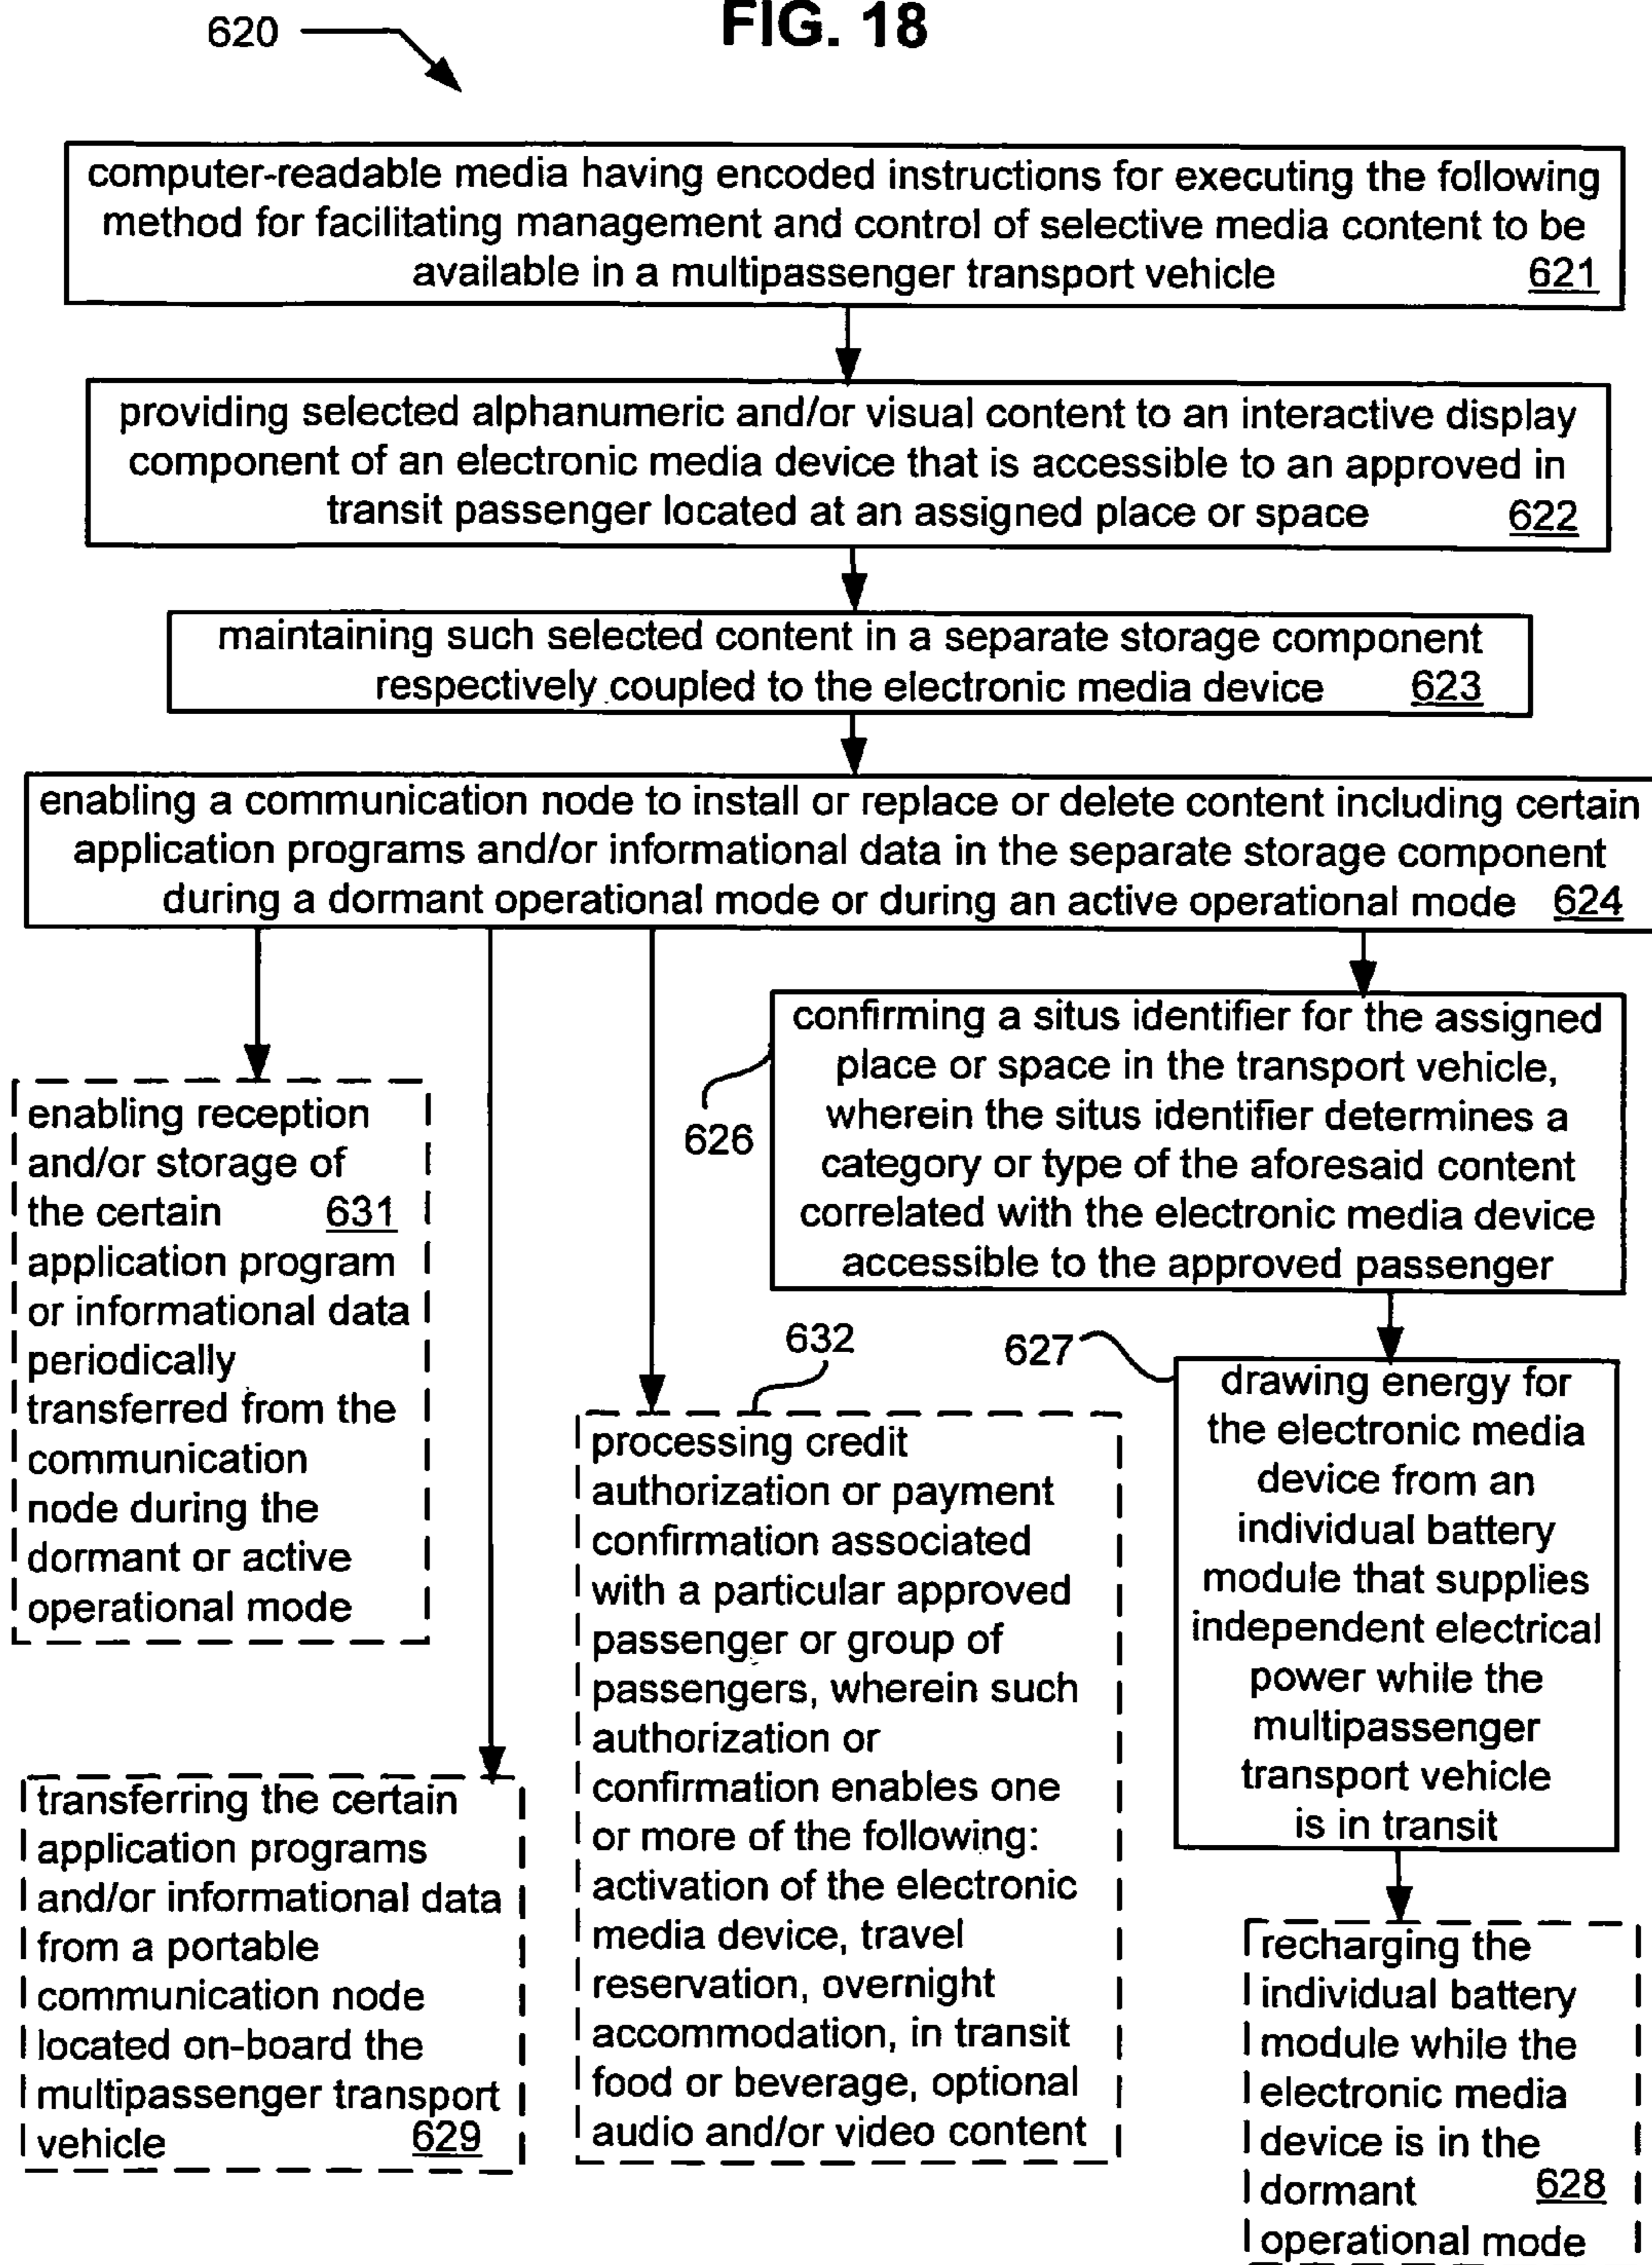 FIG. 18
620
computer-readable media having encoded instructions for executing the following
method for facilitating management and control of selective media content to be
available in a multipassenger transport vehicle 621
providing selected alphanumeric and/or visual content to an interactive display
component of an electronic media device that is accessible to an approved in
transit passenger located at an assigned place or space 622
maintaining such selected content in a separate storage component
respectively coupled to the electronic media device 623
enabling a communication node to install or replace or delete content including certain
application programs and/or informational data in the separate storage component
during a dormant operational mode or during an active operational mode 624
confirming a situs identifier for the assigned
place or space in the transport vehicle,
wherein the situs identifier determines a
category or type of the aforesaid content
correlated with the electronic media device
accessible to the approved passenger
626
enabling reception
and/or storage of
the certain 631
application program
or informational data
periodically
transferred from the
communication
node during the
dormant or active
operational mode
632
processing credit
authorization or payment
confirmation associated
with a particular approved
passenger or group of
passengers, wherein such
authorization or
confirmation enables one
or more of the following:
activation of the electronic
media device, travel
reservation, overnight
accommodation, in transit
food or beverage, optional
audio and/or video content
627
drawing energy for
the electronic media
device from an
individual battery
module that supplies
independent electrical
power while the
multipassenger
transport vehicle
is in transit
transferring the certain
application programs
and/or informational data
from a portable
communication node
located on-board the
multipassenger transport
vehicle 629
recharging the
individual battery
module while the
electronic media
device is in the
dormant 628
operational mode